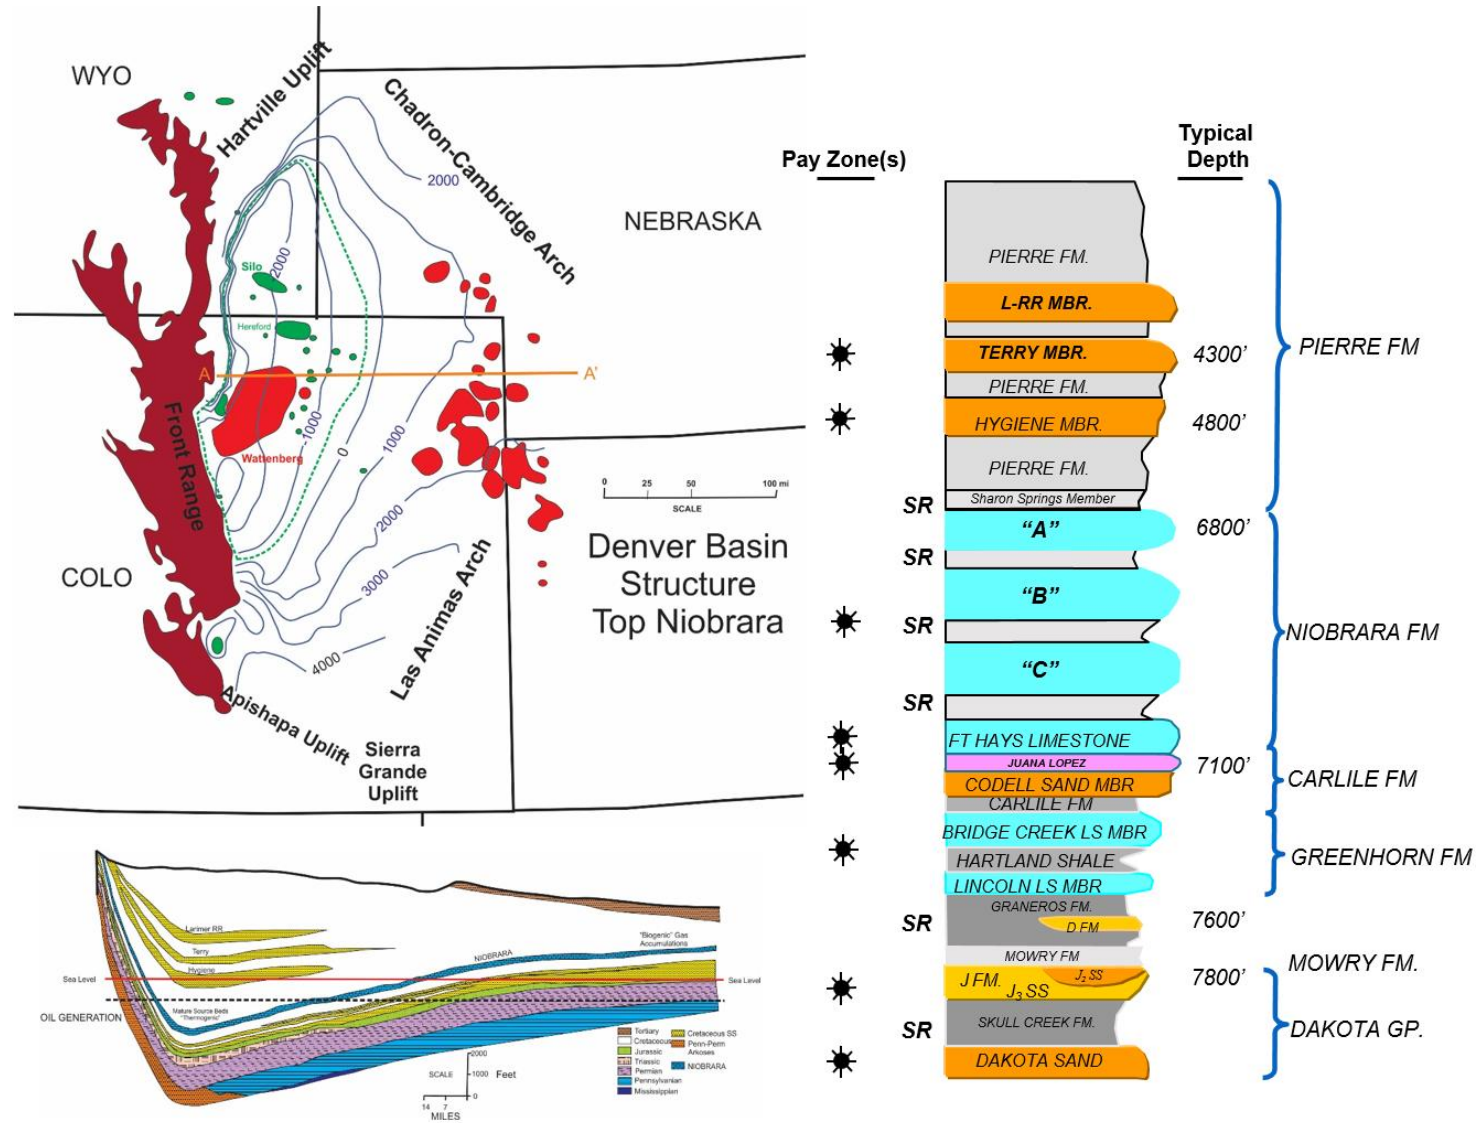 WYO
Hartville Uplift
Chadron-Cambridge Arch
2000
NEBRASKA
Silo
2000
Hereford
A
A'
Front Range
1000
0
1000
Wattenberg
0 25 50 100 mi
SCALE
2000
COLO
3000
4000
Las Animas Arch
Denver Basin
Structure
Top Niobrara
Apishapa Uplift
Sierra
Grande
Uplift
Larimer RR
Terry
Hygiene
NIOBRARA
"Biogenic" Gas
Accumulations
Sea Level
Sea Level
Mature Source Beds
"Thermogenic"
OIL GENERATION
Tertiary
Cretaceous
Jurassic
Triassic
Permian
Pennsylvanian
Mississippian
Cretaceous SS
Penn-Perm
Arkoses
NIOBRARA
SCALE
2000
1000 Feet
0
14 7
MILES
Pay Zone(s)
Typical
Depth
PIERRE FM.
L-RR MBR.
TERRY MBR.
4300’
PIERRE FM
PIERRE FM.
HYGIENE MBR.
4800’
PIERRE FM.
Sharon Springs Member
SR
“A”
6800’
SR
“B”
SR
NIOBRARA FM
“C”
SR
FT HAYS LIMESTONE
JUANA LOPEZ
7100’
CODELL SAND MBR
CARLILE FM
CARLILE FM
BRIDGE CREEK LS MBR
HARTLAND SHALE
GREENHORN FM
LINCOLN LS MBR
GRANEROS FM.
SR
D FM
7600’
MOWRY FM
MOWRY FM.
J FM.
J2 SS
J3 SS
7800’
SKULL CREEK FM.
SR
DAKOTA GP.
DAKOTA SAND